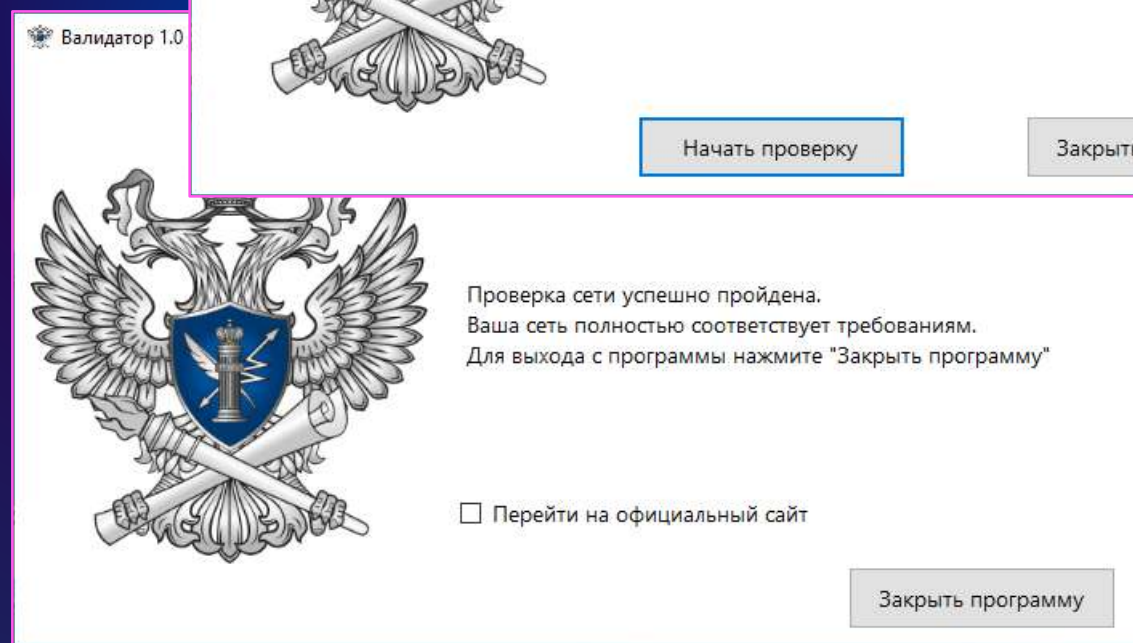 Валидатор 1.0
Начать проверку
Проверка сети успешно пройдена.
Ваша сеть полностью соответствует требованиям.
Для выхода с программы нажмите "Закрыть программу"
Перейти на официальный сайт
Закрыть программу